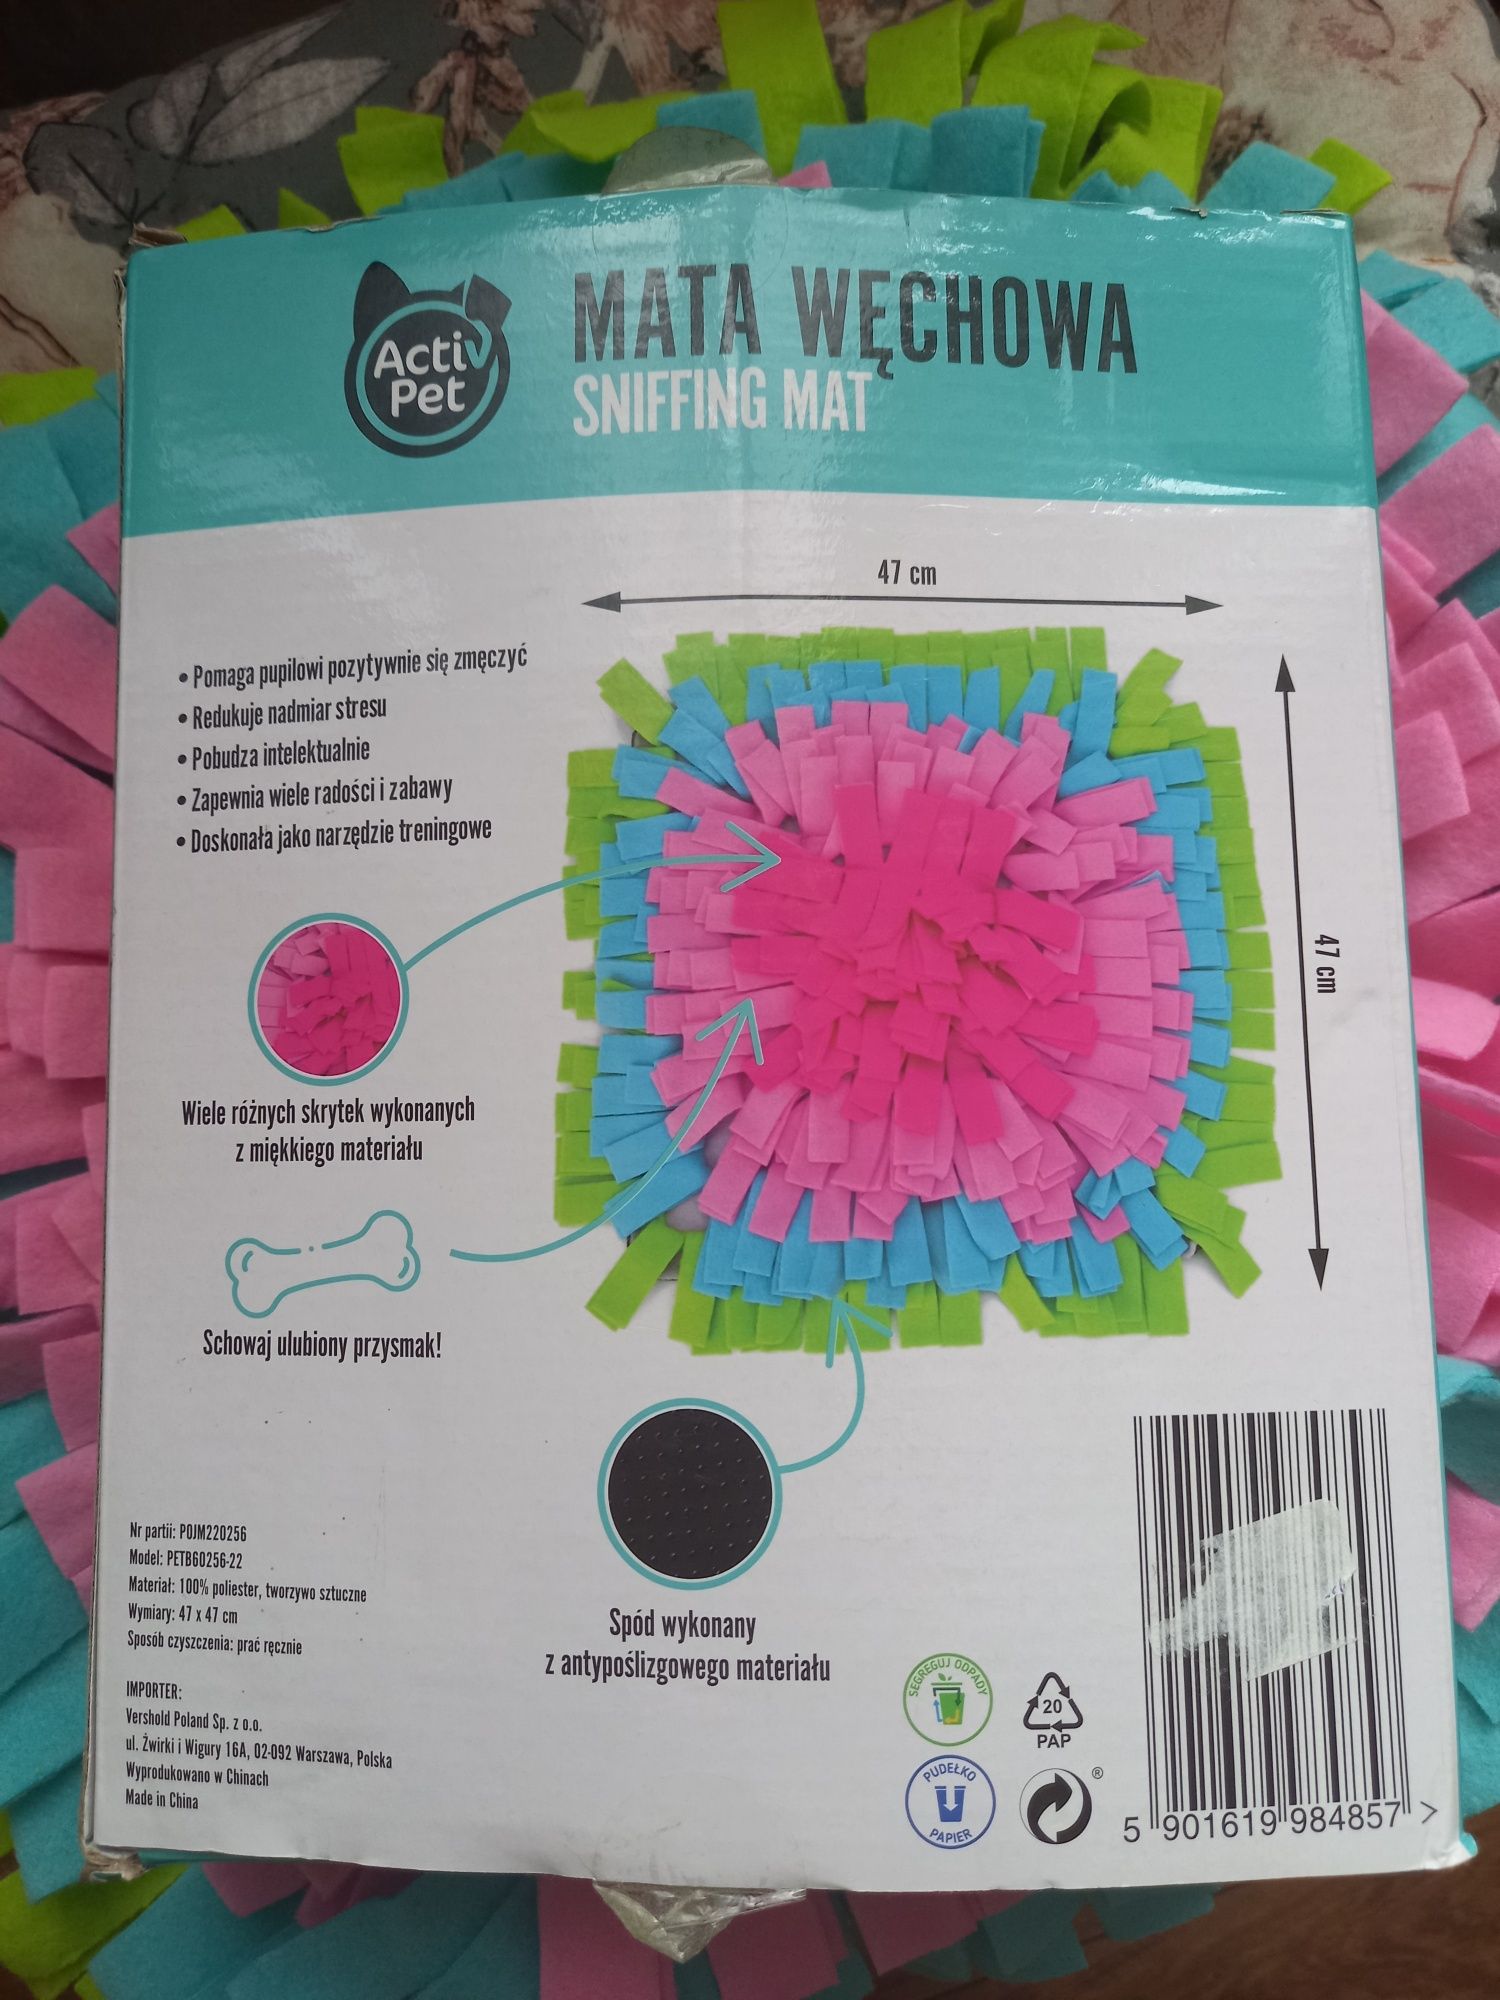 Activ
Pet
MATA WĘCHOWA
SNIFFING MAT
47 cm
• Pomaga pupilowi pozytywnie się zmęczyć
• Redukuje nadmiar stresu
• Pobudza intelektualnie
• Zapewnia wiele radości i zabawy
• Doskonała jako narzędzie treningowe
47 cm
Wiele różnych skrytek wykonanych
z miękkiego materiału
Schowaj ulubiony przysmak!
Spód wykonany
z antypoślizgowego materiału
Nr partii: POJM220256
Model: PETB60256-22
Materiał: 100% poliester, tworzywo sztuczne
Wymiary: 47 x 47 cm
Sposób czyszczenia: prać ręcznie
IMPORTER:
Vershold Poland Sp. z o.o.
ul. Żwirki i Wigury 16A, 02-092 Warszawa, Polska
Wyprodukowano w Chinach
Made in China
SEGREGUJ ODPADY
20
PAP
PUDEŁKO
PAPIER
®
5 901619 984857 >